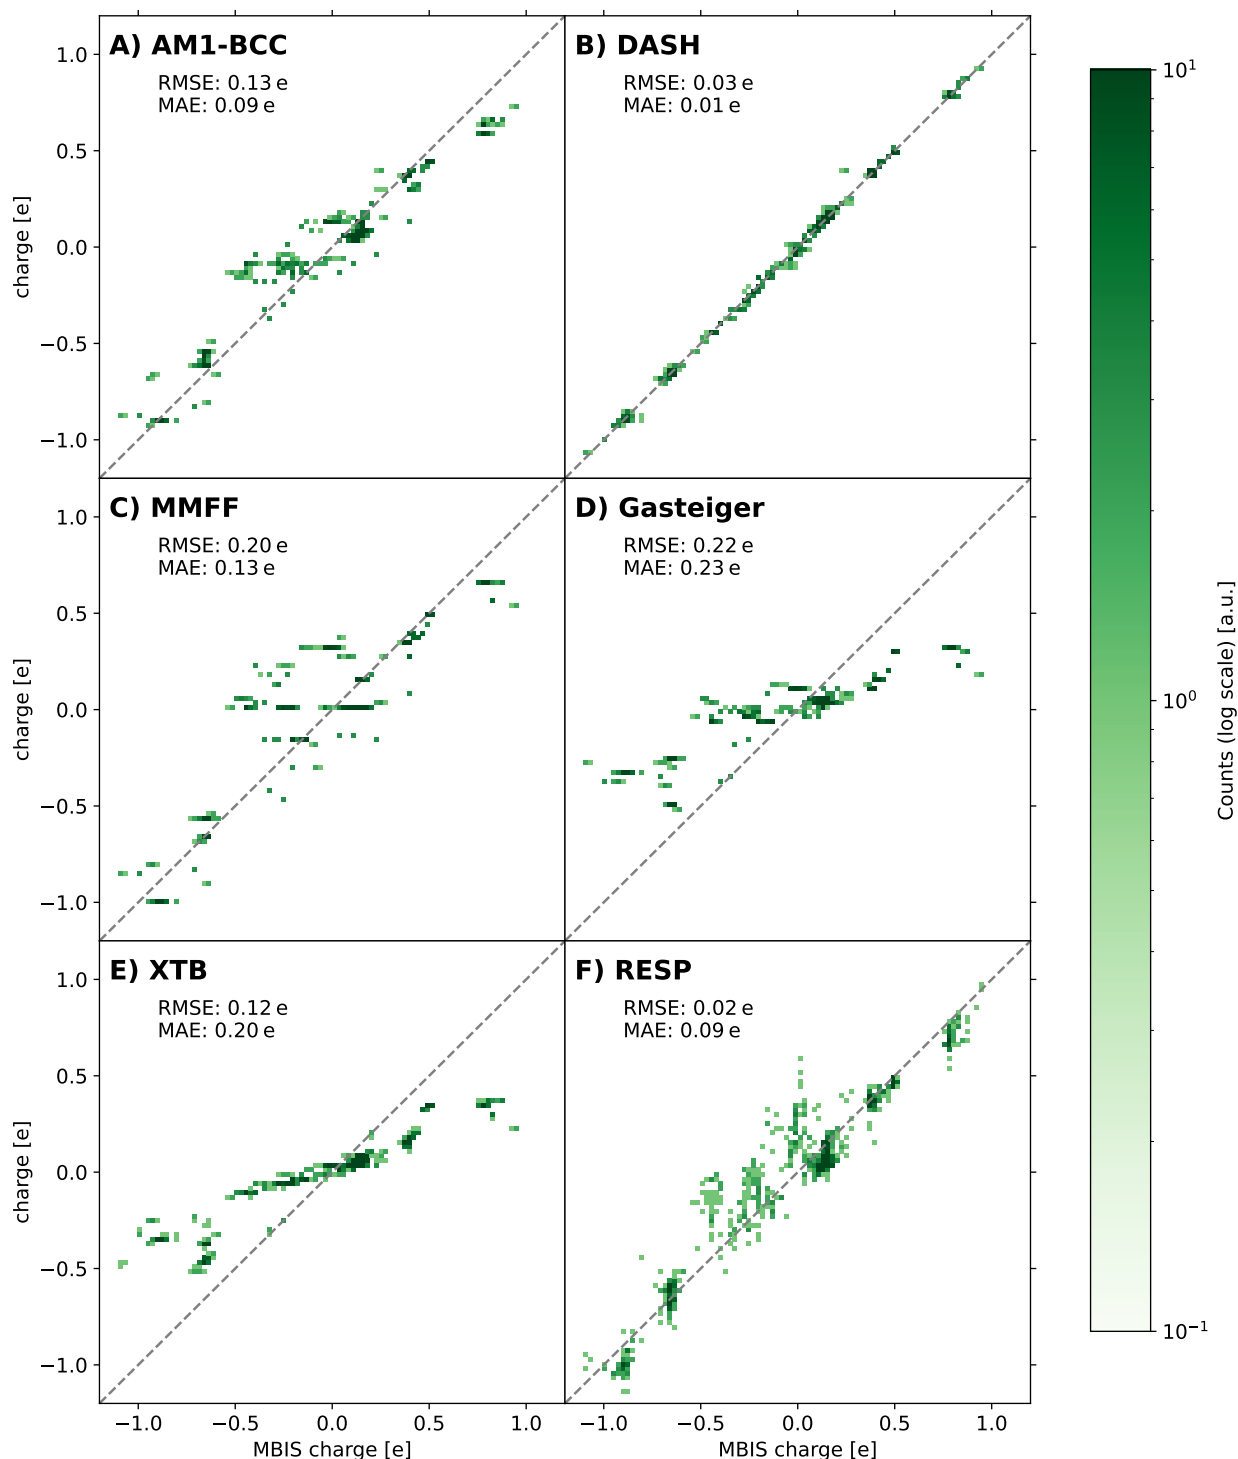 A) AM1-BCC
RMSE: 0.13 e
MAE: 0.09 e
1.0
0.5
0.0
−0.5
−1.0
charge [e]
B) DASH
RMSE: 0.03 e
MAE: 0.01 e
C) MMFF
RMSE: 0.20 e
MAE: 0.13 e
1.0
0.5
0.0
−0.5
−1.0
charge [e]
D) Gasteiger
RMSE: 0.22 e
MAE: 0.23 e
E) XTB
RMSE: 0.12 e
MAE: 0.20 e
1.0
0.5
0.0
−0.5
−1.0
charge [e]
−1.0 −0.5 0.0 0.5 1.0
MBIS charge [e]
F) RESP
RMSE: 0.02 e
MAE: 0.09 e
−1.0 −0.5 0.0 0.5 1.0
MBIS charge [e]
10¹
10⁰
10⁻¹
Counts (log scale) [a.u.]